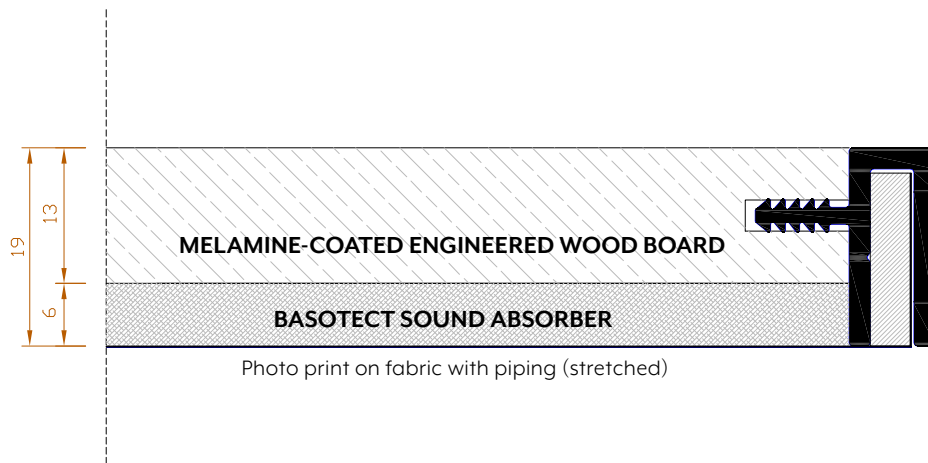 19
13
6
MELAMINE-COATED ENGINEERED WOOD BOARD
BASOTECT SOUND ABSORBER
Photo print on fabric with piping (stretched)